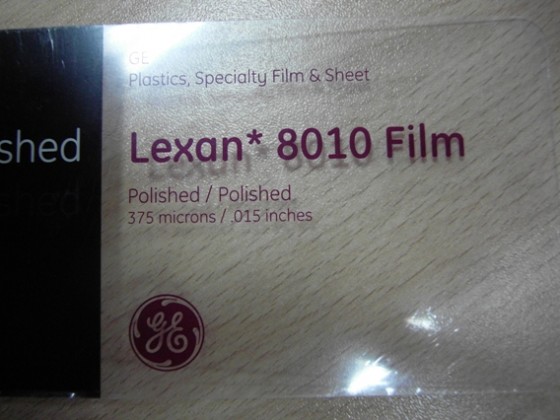 GE
Plastics, Specialty Film & Sheet
shed
Lexan* 8010 Film
Polished / Polished
375 microns / .015 inches
GE